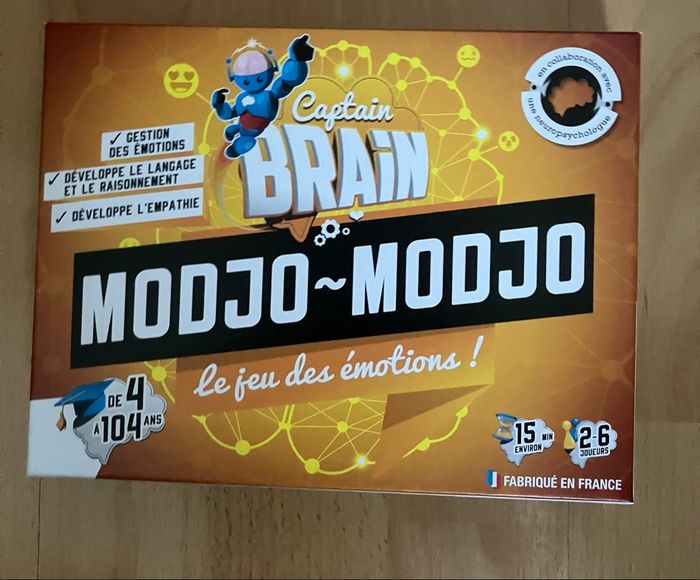 Captain
BRAiN
en collaboration avec
une neuropsychologue
✓ GESTION
DES ÉMOTIONS
✓ DÉVELOPPE LE LANGAGE
ET LE RAISONNEMENT
✓ DÉVELOPPE L'EMPATHIE
MODJO~MODJO
le jeu des émotions !
DE 4
À 104 ANS
15 MIN
ENVIRON
2-6
JOUEURS
FABRIQUÉ EN FRANCE